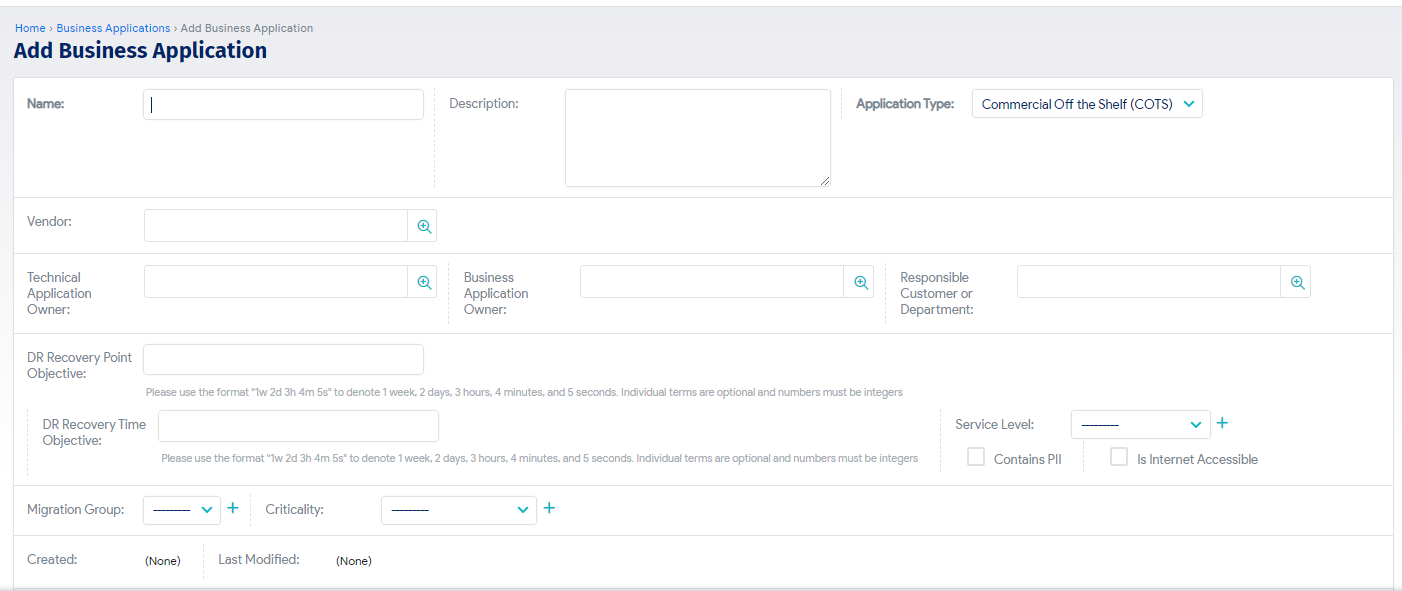 Home › Business Applications › Add Business Application
Add Business Application
Name:
Description:
Application Type:
Commercial Off the Shelf (COTS)
Vendor:
Technical
Application
Owner:
Business
Application
Owner:
Responsible
Customer or
Department:
DR Recovery Point
Objective:
Please use the format "1w 2d 3h 4m 5s" to denote 1 week, 2 days, 3 hours, 4 minutes, and 5 seconds. Individual terms are optional and numbers must be integers
DR Recovery Time
Objective:
Please use the format "1w 2d 3h 4m 5s" to denote 1 week, 2 days, 3 hours, 4 minutes, and 5 seconds. Individual terms are optional and numbers must be integers
Service Level:
---------
Contains PII
Is Internet Accessible
Migration Group:
---------
Criticality:
---------
Created:
(None)
Last Modified:
(None)